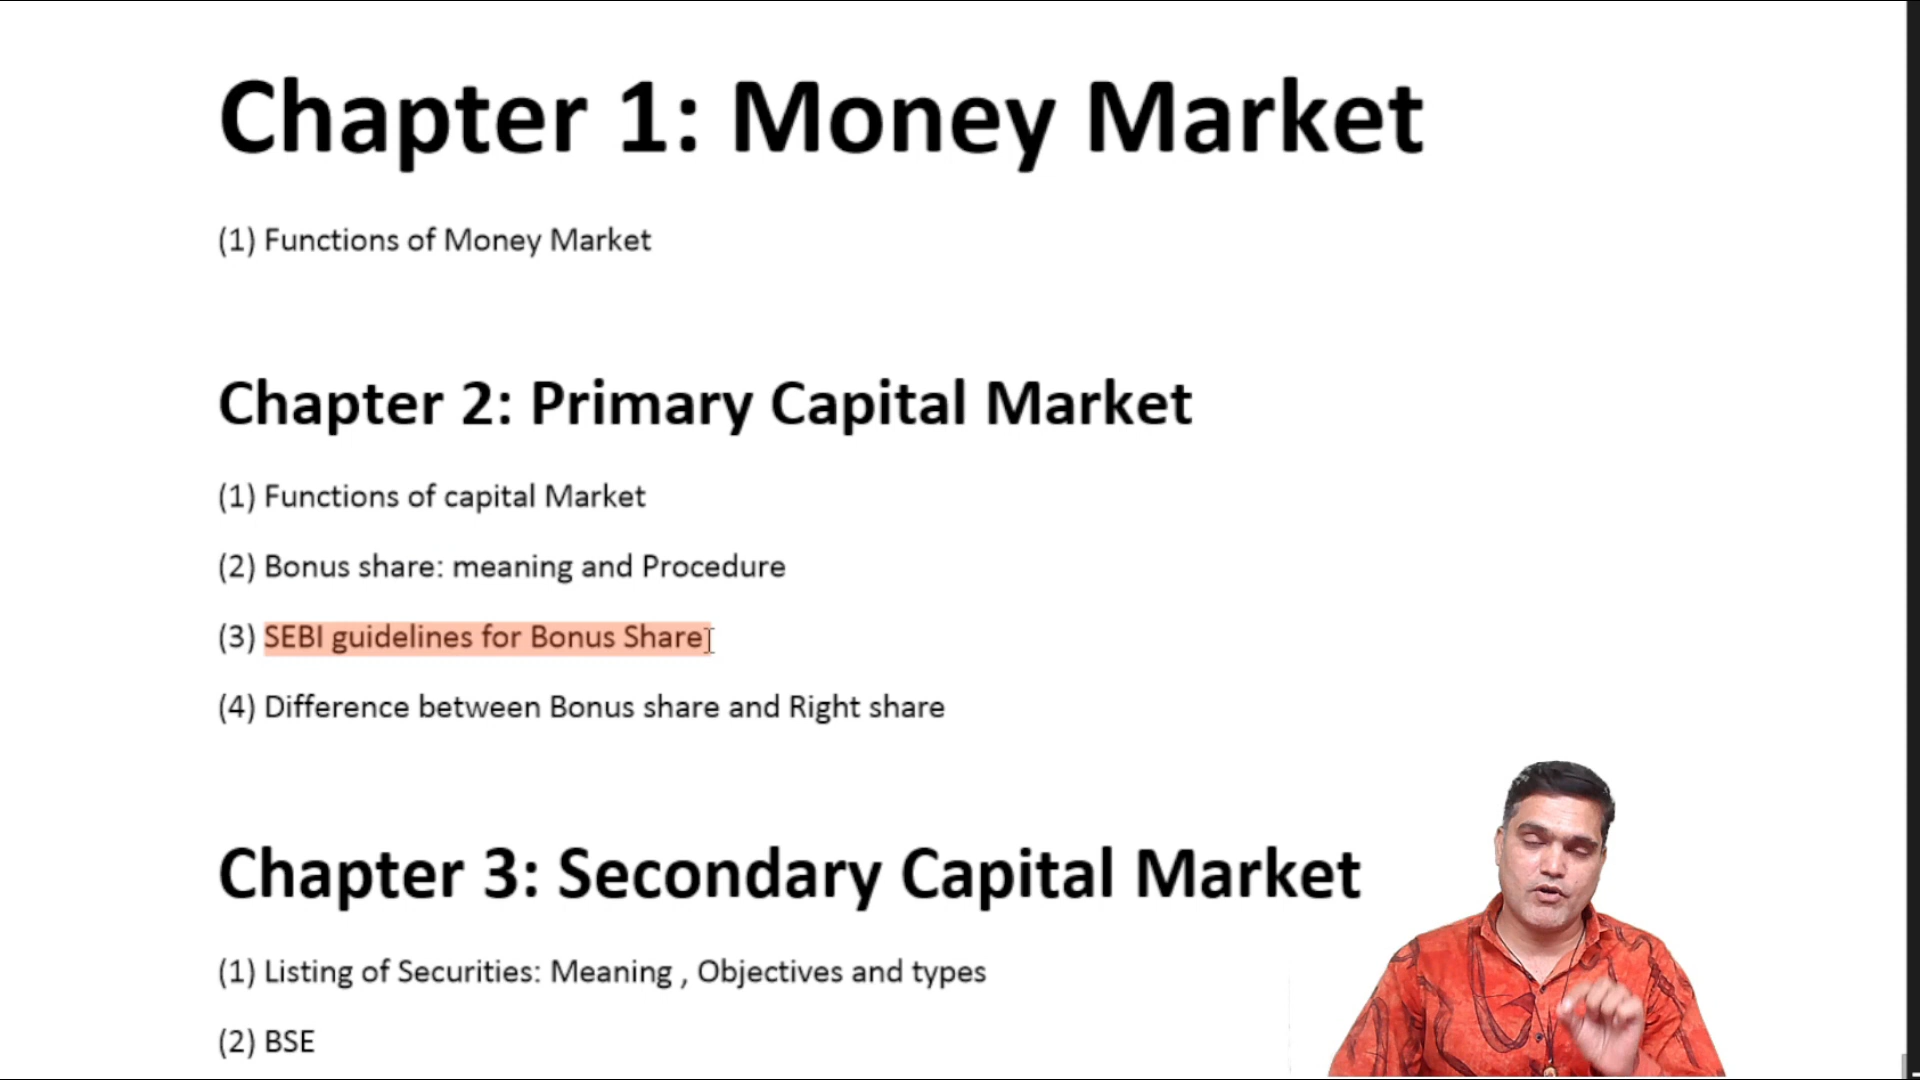 Chapter 1: Money Market
(1) Functions of Money Market
Chapter 2: Primary Capital Market
(1) Functions of capital Market
(2) Bonus share: meaning and Procedure
(3) SEBI guidelines for Bonus Share
(4) Difference between Bonus share and Right share
Chapter 3: Secondary Capital Market
(1) Listing of Securities: Meaning , Objectives and types
(2) BSE